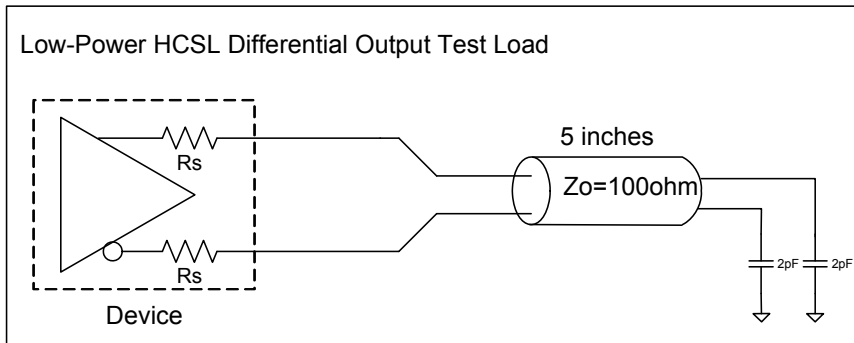 Low-Power HCSL Differential Output Test Load
Rs
5 inches
Zo=100ohm
Rs
2pF
2pF
Device